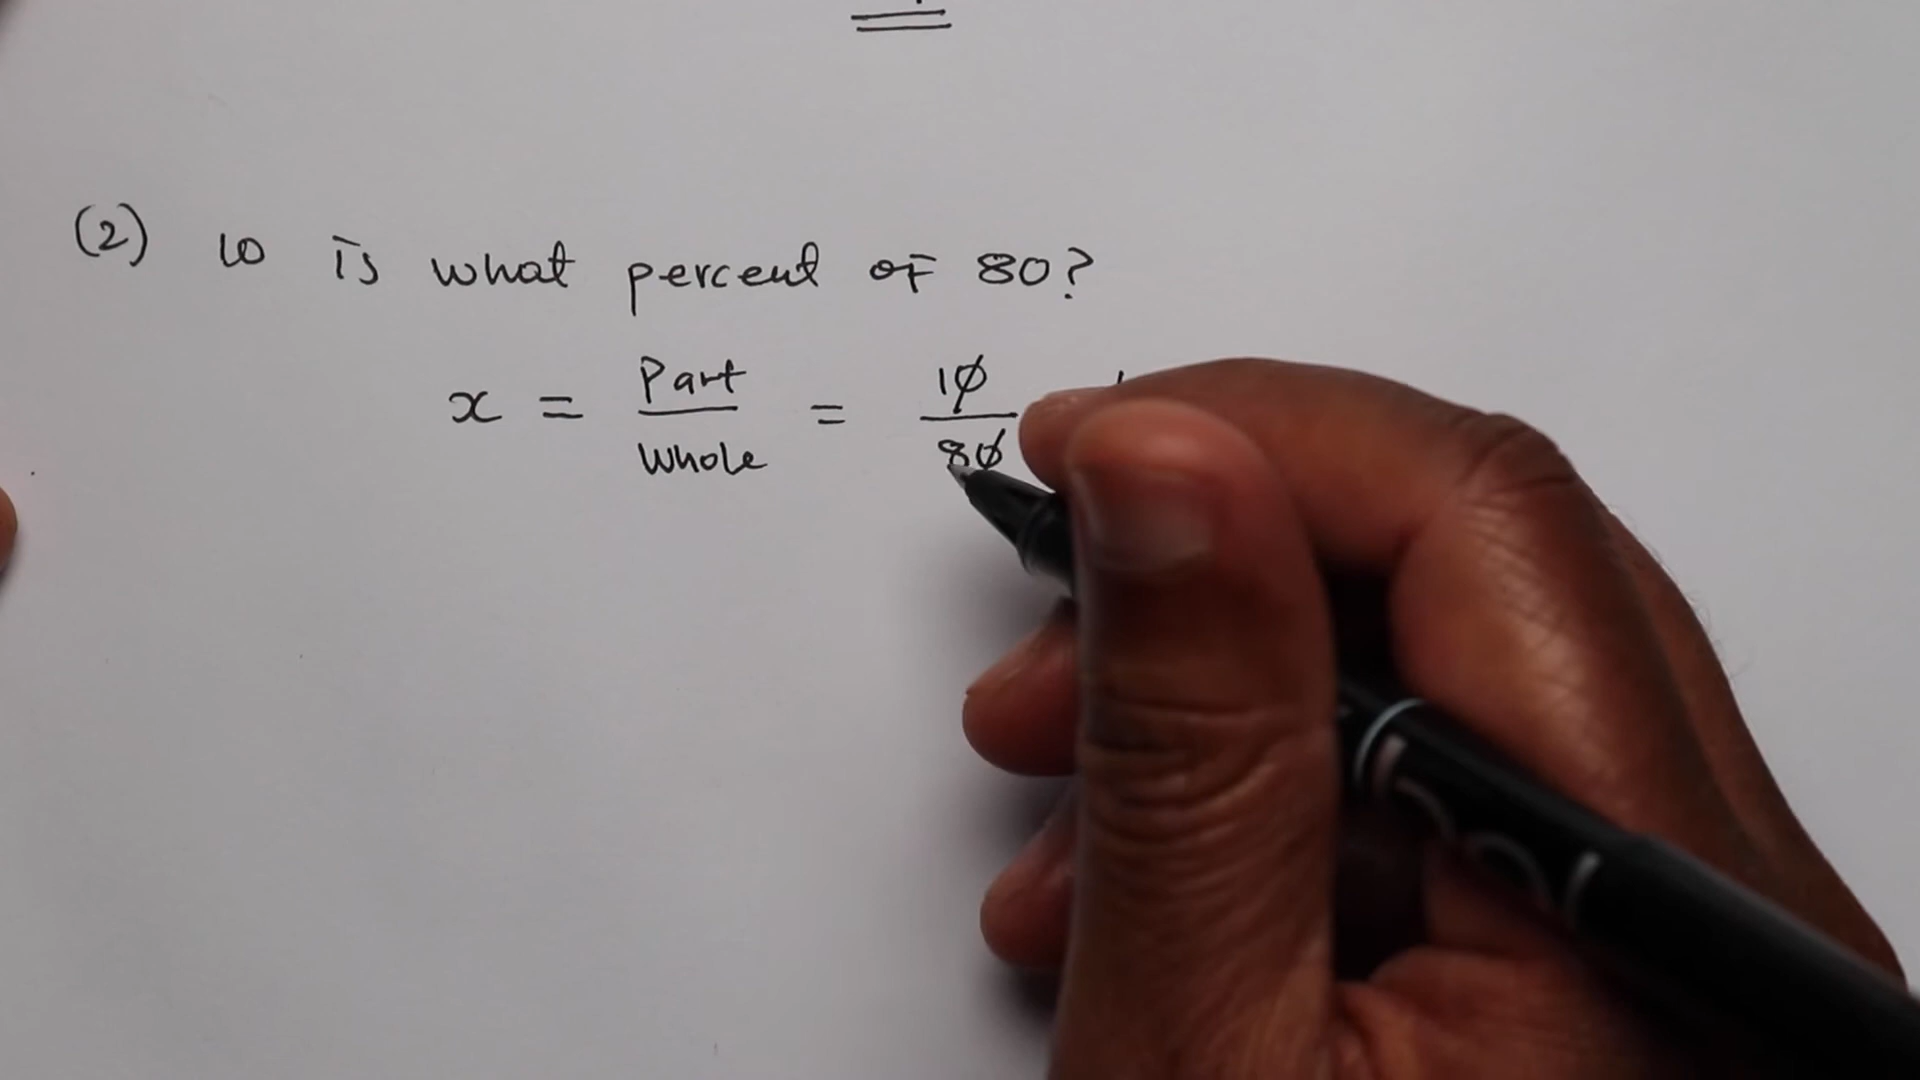 (2) 10 is what percent of 80?
x = Part/Whole = 10/80